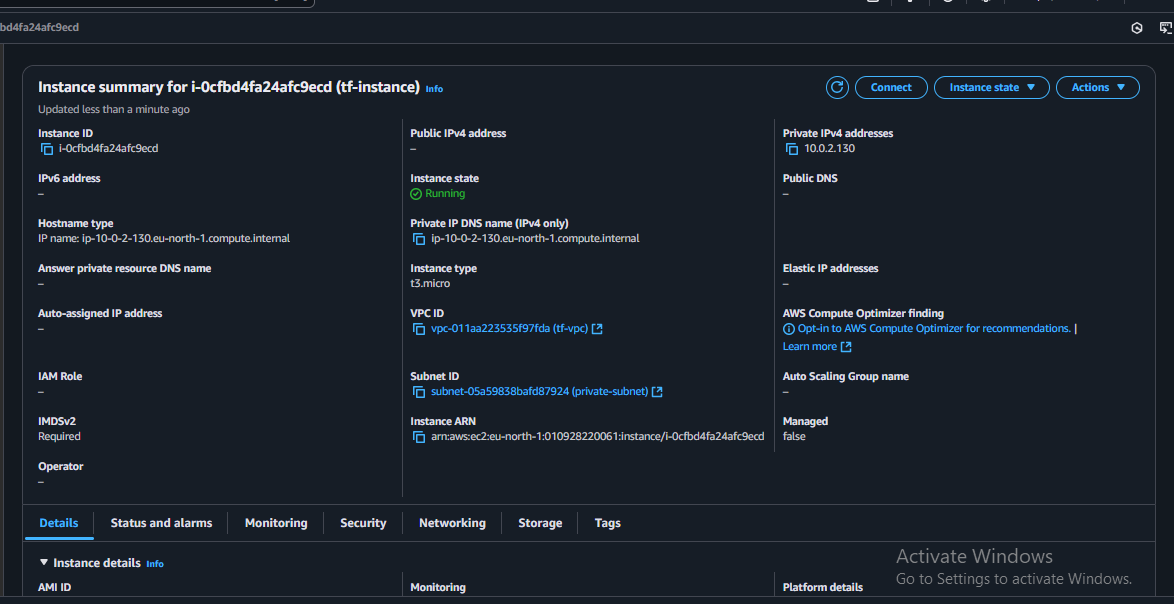 bd4fa24afc9ecd
Instance summary for i-0cfbd4fa24afc9ecd (tf-instance) Info
Connect
Instance state
Actions
Updated less than a minute ago
Instance ID
i-0cfbd4fa24afc9ecd
Public IPv4 address
–
Private IPv4 addresses
10.0.2.130
IPv6 address
–
Instance state
Running
Public DNS
–
Hostname type
IP name: ip-10-0-2-130.eu-north-1.compute.internal
Private IP DNS name (IPv4 only)
ip-10-0-2-130.eu-north-1.compute.internal
Answer private resource DNS name
–
Instance type
t3.micro
Elastic IP addresses
–
Auto-assigned IP address
–
VPC ID
vpc-011aa223535f97fda (tf-vpc)
AWS Compute Optimizer finding
Opt-in to AWS Compute Optimizer for recommendations. |
Learn more
IAM Role
–
Subnet ID
subnet-05a59838bafd87924 (private-subnet)
Auto Scaling Group name
–
IMDSv2
Required
Instance ARN
arn:aws:ec2:eu-north-1:010928220061:instance/i-0cfbd4fa24afc9ecd
Managed
false
Operator
–
Details
Status and alarms
Monitoring
Security
Networking
Storage
Tags
Instance details Info
AMI ID
Monitoring
Platform details
Activate Windows
Go to Settings to activate Windows.